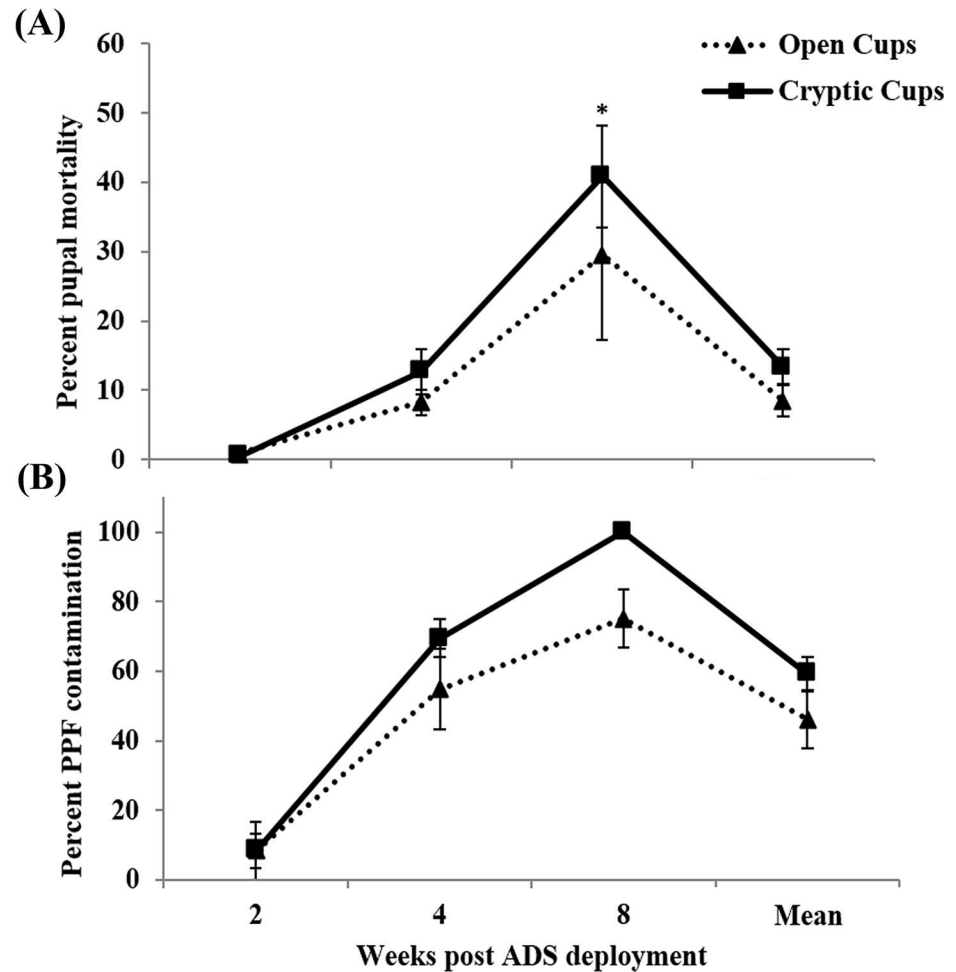 (A)
60
50
40
30
20
10
0
Percent pupal mortality
Open Cups
Cryptic Cups
*
(B)
100
80
60
40
20
0
Percent PPF contamination
2 4 8 Mean
Weeks post ADS deployment